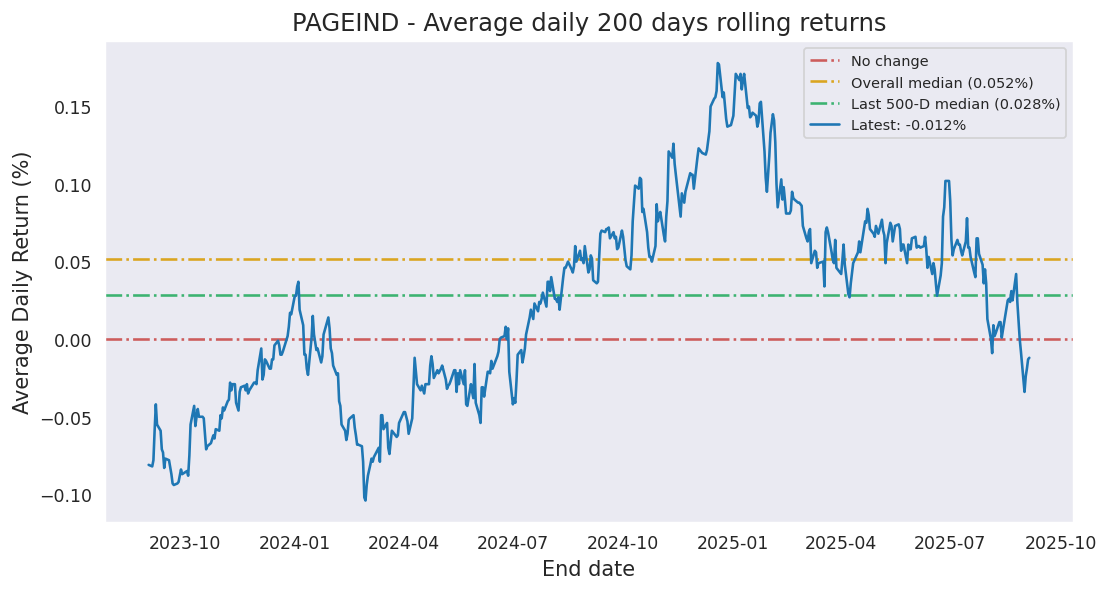 PAGEIND - Average daily 200 days rolling returns
No change
Overall median (0.052%)
Last 500-D median (0.028%)
Latest: -0.012%
Average Daily Return (%)
0.15
0.10
0.05
0.00
−0.05
−0.10
2023-10
2024-01
2024-04
2024-07
2024-10
2025-01
2025-04
2025-07
2025-10
End date